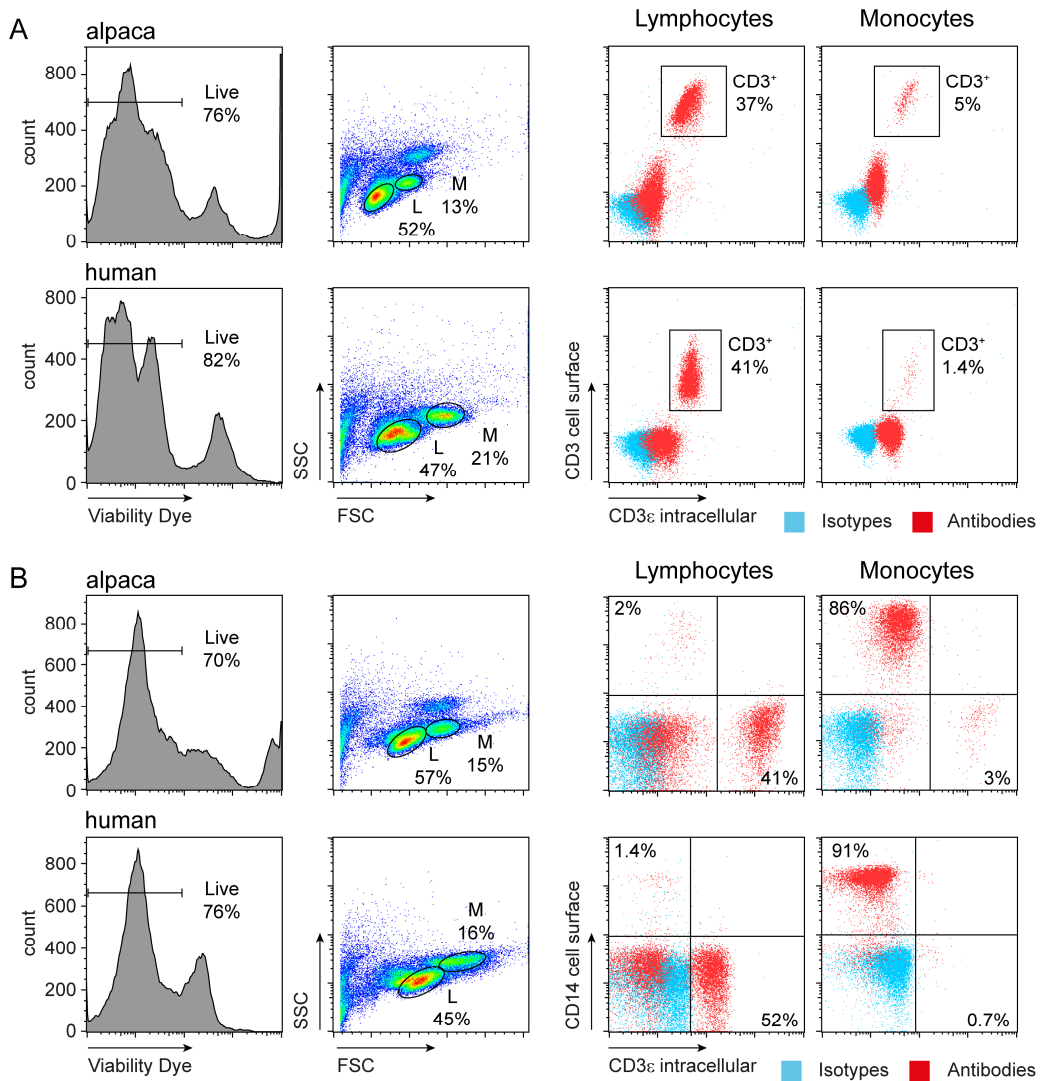 A
alpaca
Lymphocytes
Monocytes
800
400
200
0
count
Live
76%
M
13%
L
52%
CD3⁺
37%
CD3⁺
5%
human
800
400
200
0
count
Live
82%
Viability Dye
SSC
FSC
L
47%
M
21%
CD3 cell surface
CD3ε intracellular
CD3⁺
41%
CD3⁺
1.4%
Isotypes
Antibodies
B
alpaca
Lymphocytes
Monocytes
800
600
400
200
0
count
Live
70%
L
57%
M
15%
2%
41%
86%
3%
human
800
600
400
200
0
count
Live
76%
Viability Dye
SSC
FSC
M
16%
L
45%
CD14 cell surface
CD3ε intracellular
1.4%
52%
91%
0.7%
Isotypes
Antibodies